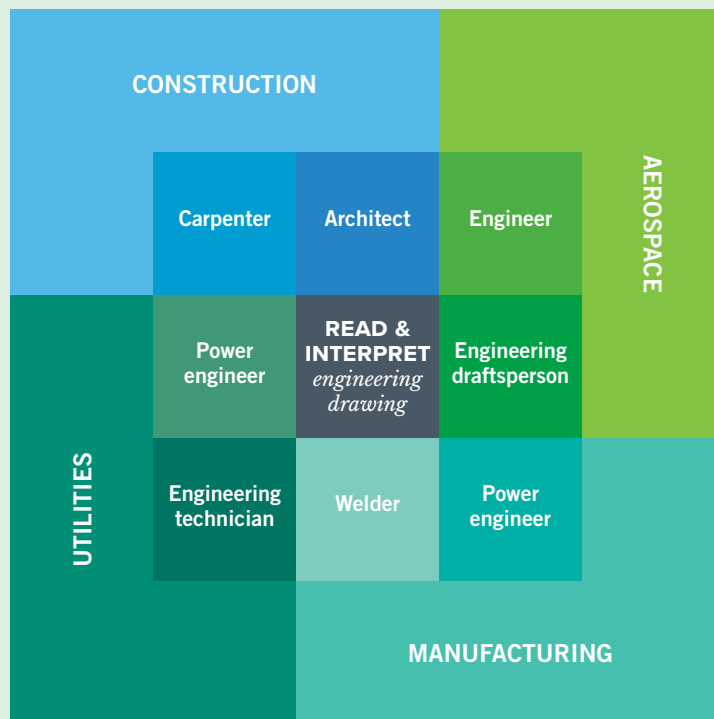 CONSTRUCTION
AEROSPACE
Carpenter
Architect
Engineer
Power
engineer
READ &
INTERPRET
engineering
drawing
Engineering
draftsperson
UTILITIES
Engineering
technician
Welder
Power
engineer
MANUFACTURING